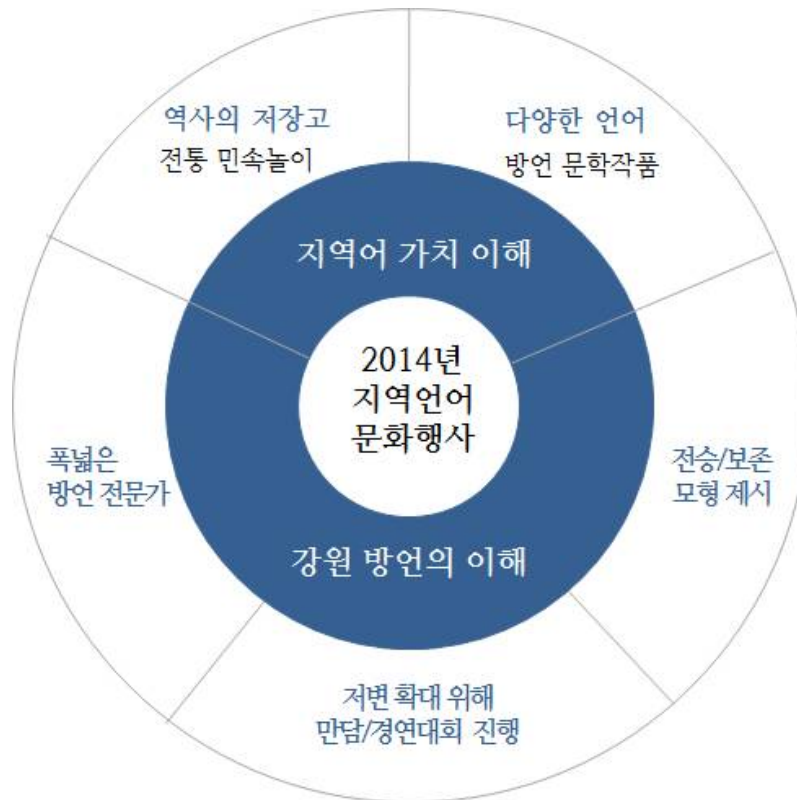 역사의 저장고
전통 민속놀이
다양한 언어
방언 문학작품
지역어 가치 이해
2014년
지역언어
문화행사
폭넓은
방언 전문가
전승/보존
모형 제시
강원 방언의 이해
저변 확대 위해
만담/경연대회 진행